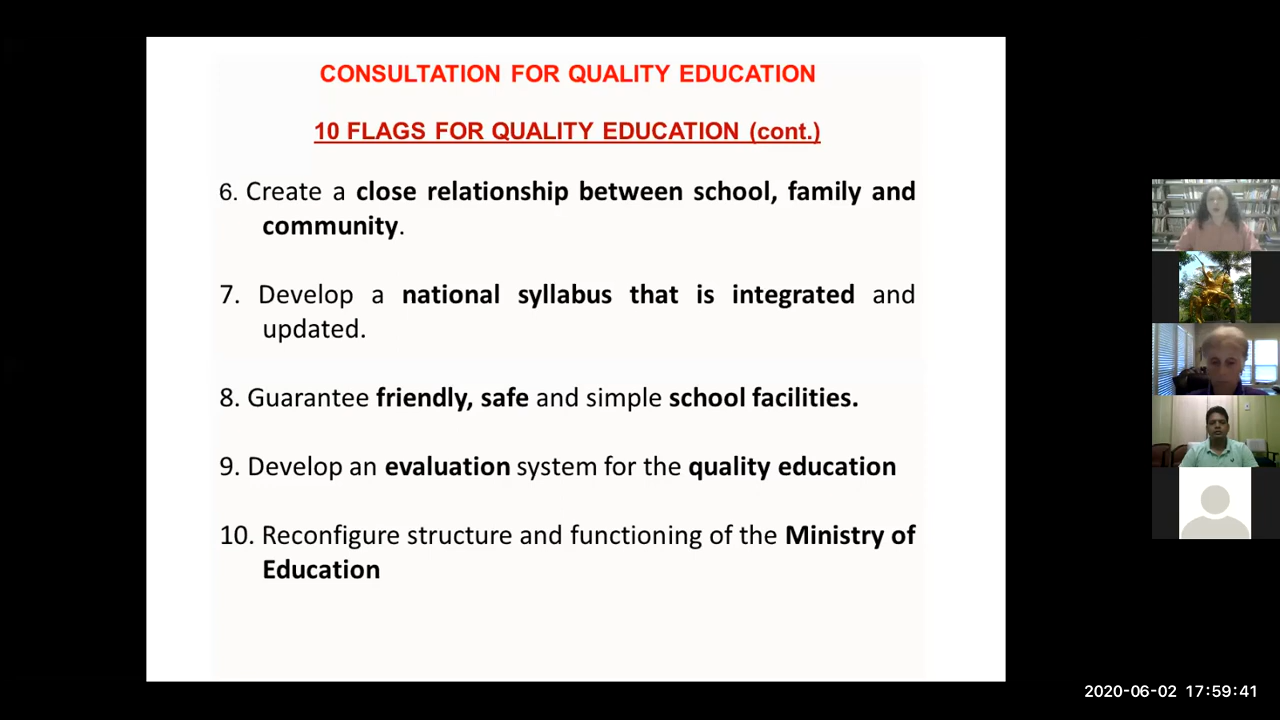 CONSULTATION FOR QUALITY EDUCATION
10 FLAGS FOR QUALITY EDUCATION (cont.)
6. Create a close relationship between school, family and
community.
7. Develop a national syllabus that is integrated and
updated.
8. Guarantee friendly, safe and simple school facilities.
9. Develop an evaluation system for the quality education
10. Reconfigure structure and functioning of the Ministry of
Education
2020-06-02 17:59:41